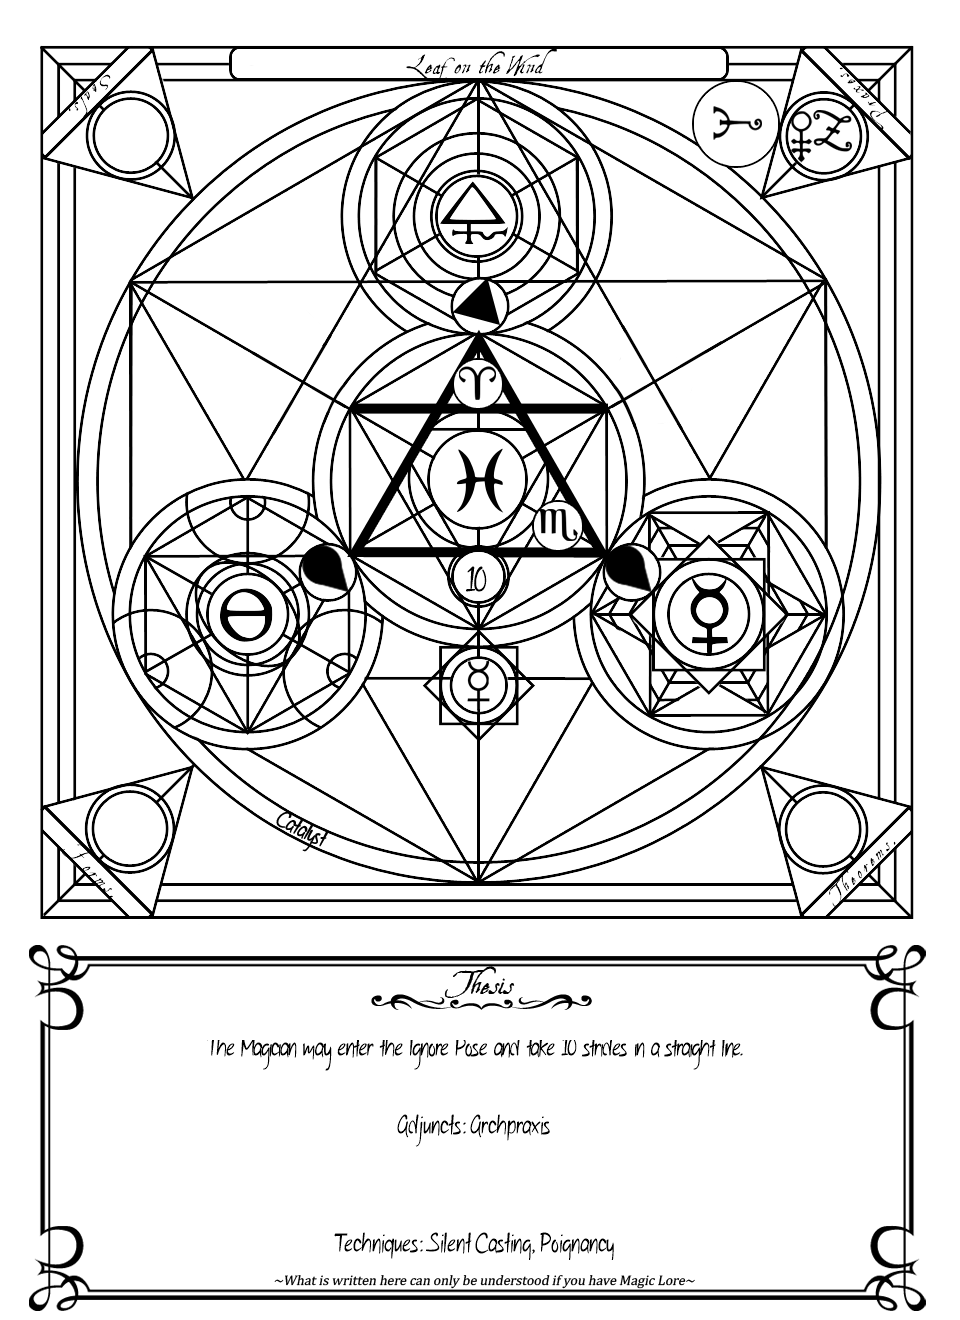 Leaf on the Wind
Seals
Praxes
10
Catalyst
Forms
Theorems
Thesis
The Magician may enter the Ignore Pose and take 10 strides in a straight line.
Adjuncts: Archpraxis
Techniques: Silent Casting, Poignancy
~What is written here can only be understood if you have Magic Lore~